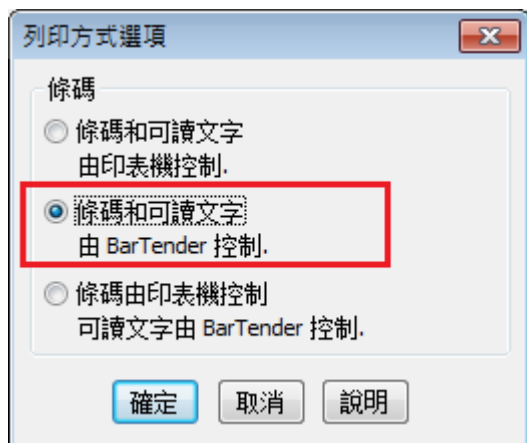 列印方式選項
條碼
條碼和可讀文字
由印表機控制.
條碼和可讀文字
由 BarTender 控制.
條碼由印表機控制
可讀文字由 BarTender 控制.
確定 取消 說明